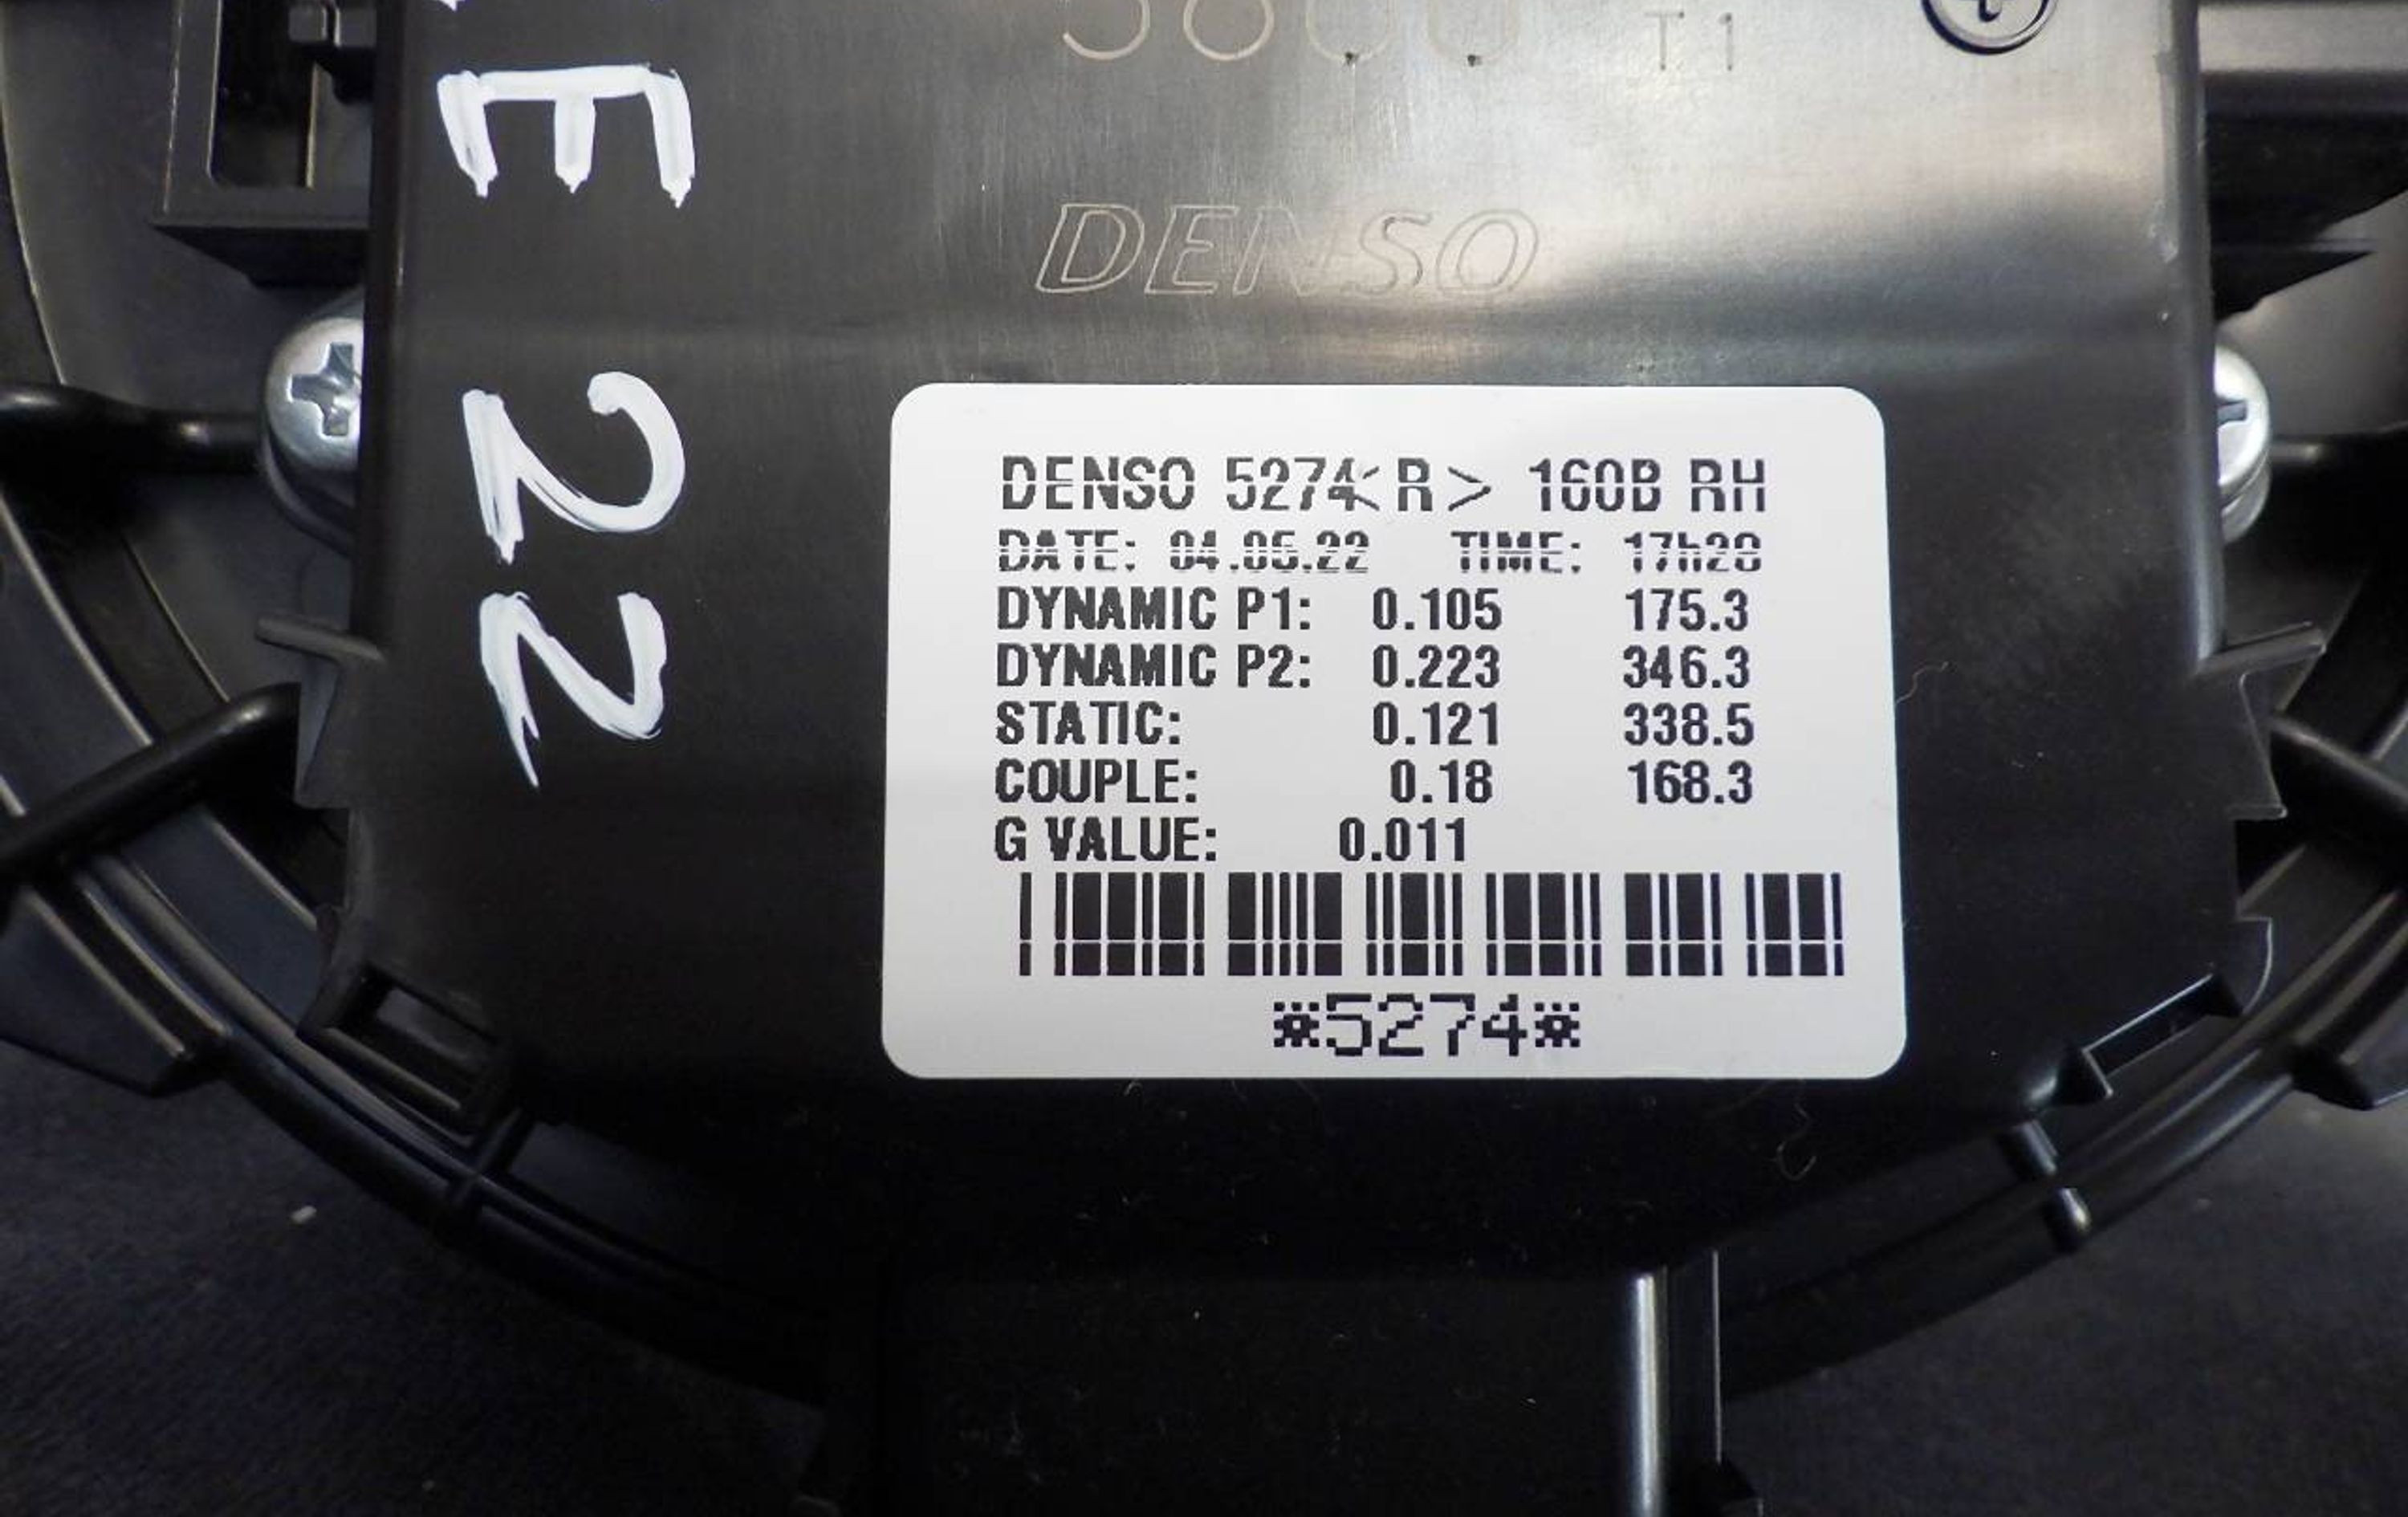 T1
DENSO
E 22
DENSO 5274<R> 160B RH
DATE: 04.05.22 TIME: 17h28
DYNAMIC P1: 0.105 175.3
DYNAMIC P2: 0.223 346.3
STATIC: 0.121 338.5
COUPLE: 0.18 168.3
G VALUE: 0.011
*5274*